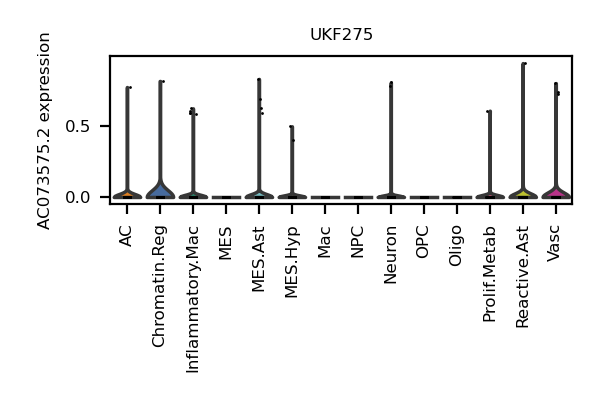 UKF275
AC073575.2 expression
0.5
0.0
AC
Chromatin.Reg
Inflammatory.Mac
MES
MES.Ast
MES.Hyp
Mac
NPC
Neuron
OPC
Oligo
Prolif.Metab
Reactive.Ast
Vasc